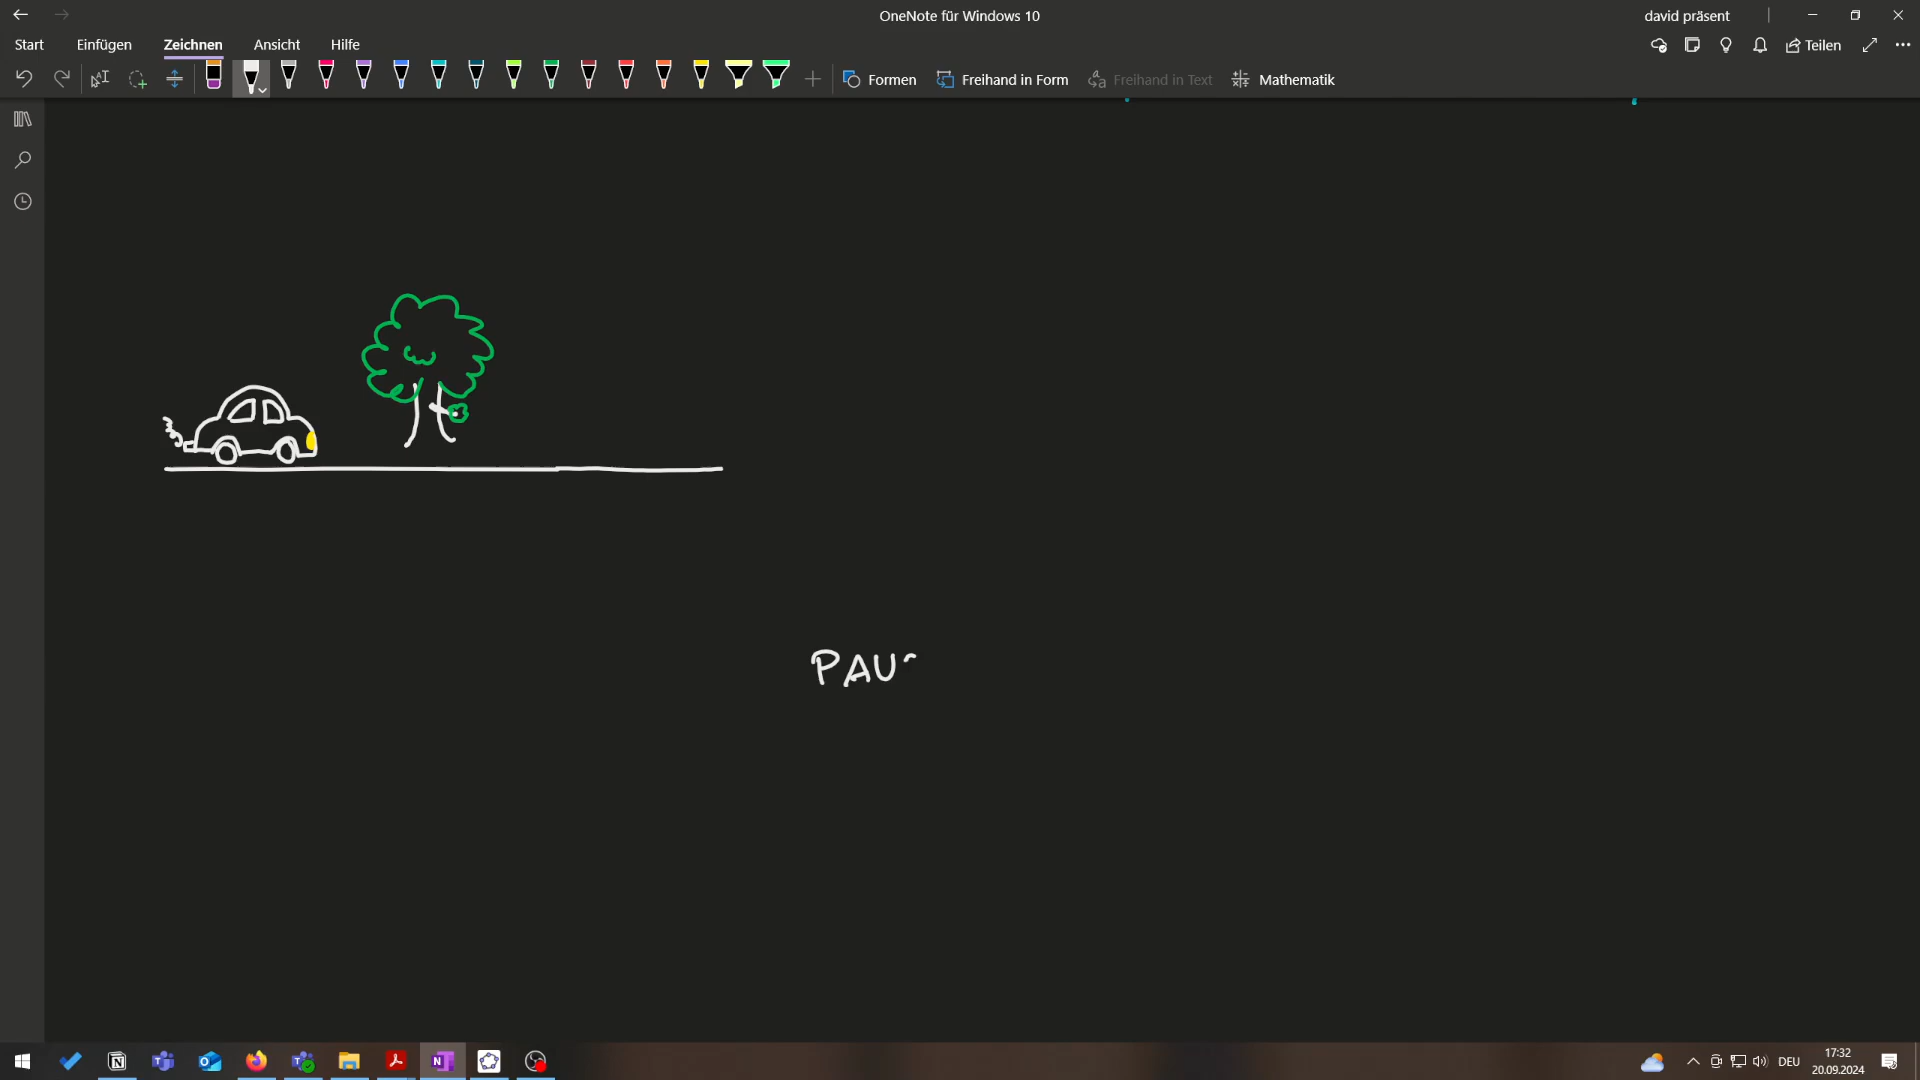 OneNote für Windows 10
david präsent
Start Einfügen Zeichnen Ansicht Hilfe
Teilen
Formen Freihand in Form Freihand in Text Mathematik
PAU
DEU
17:32
20.09.2024